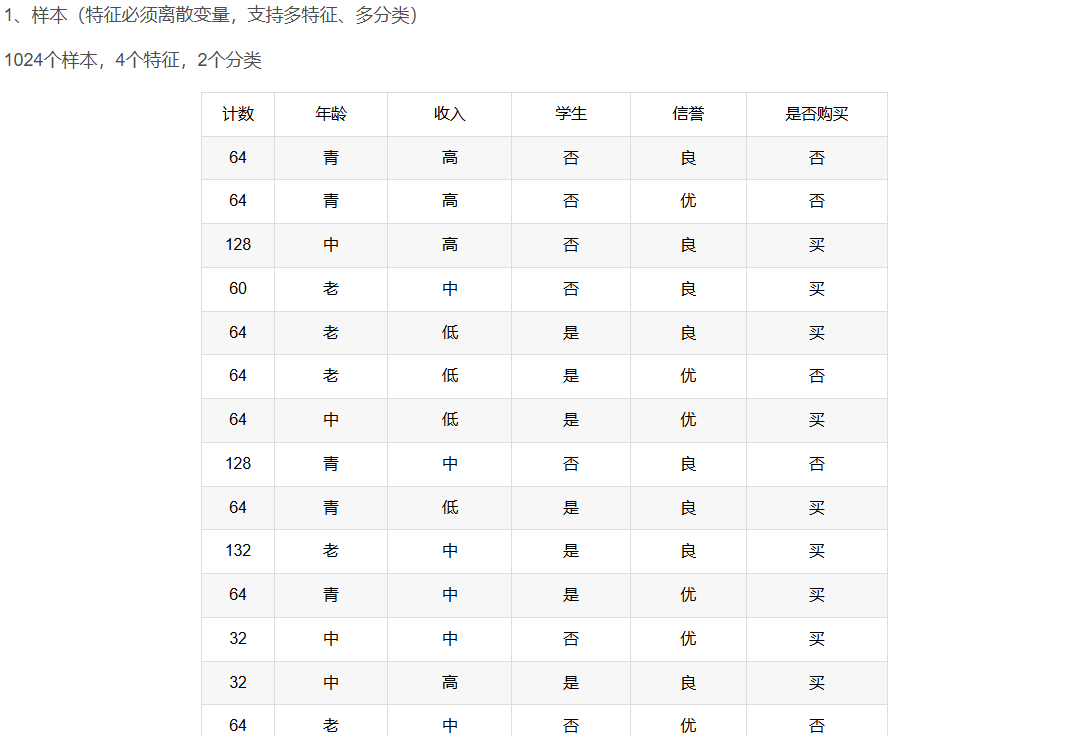 1、样本（特征必须离散变量，支持多特征、多分类）
1024个样本，4个特征，2个分类
计数 年龄 收入 学生 信誉 是否购买
64 青 高 否 良 否
64 青 高 否 优 否
128 中 高 否 良 买
60 老 中 否 良 买
64 老 低 是 良 买
64 老 低 是 优 否
64 中 低 是 优 买
128 青 中 否 良 否
64 青 低 是 良 买
132 老 中 是 良 买
64 青 中 是 优 买
32 中 中 否 优 买
32 中 高 是 良 买
64 老 中 否 优 否